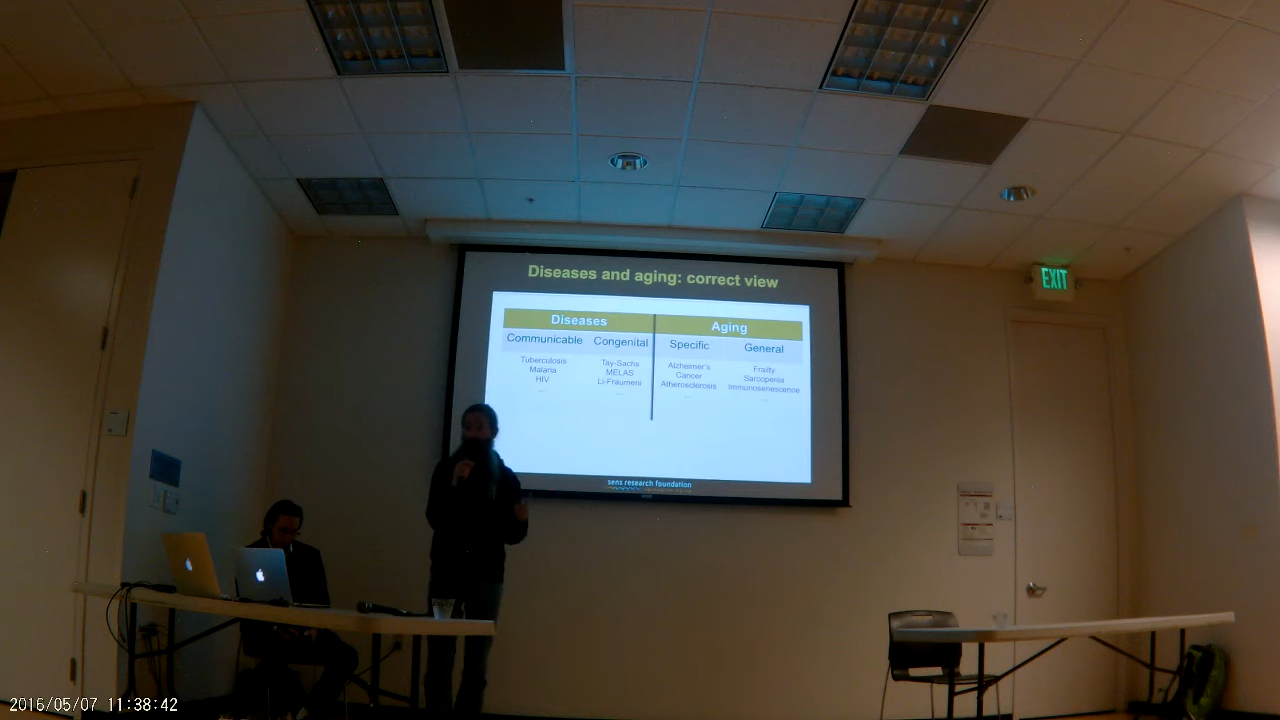 Diseases and aging: correct view
Diseases
Aging
Communicable
Congenital
Specific
General
Tuberculosis
Malaria
HIV
...
Tay-Sachs
MELAS
Li-Fraumeni
...
Alzheimer's
Cancer
Atherosclerosis
...
Frailty
Sarcopenia
Immunosenescence
...
sens research foundation
EXIT
2016/05/07 11:38:42